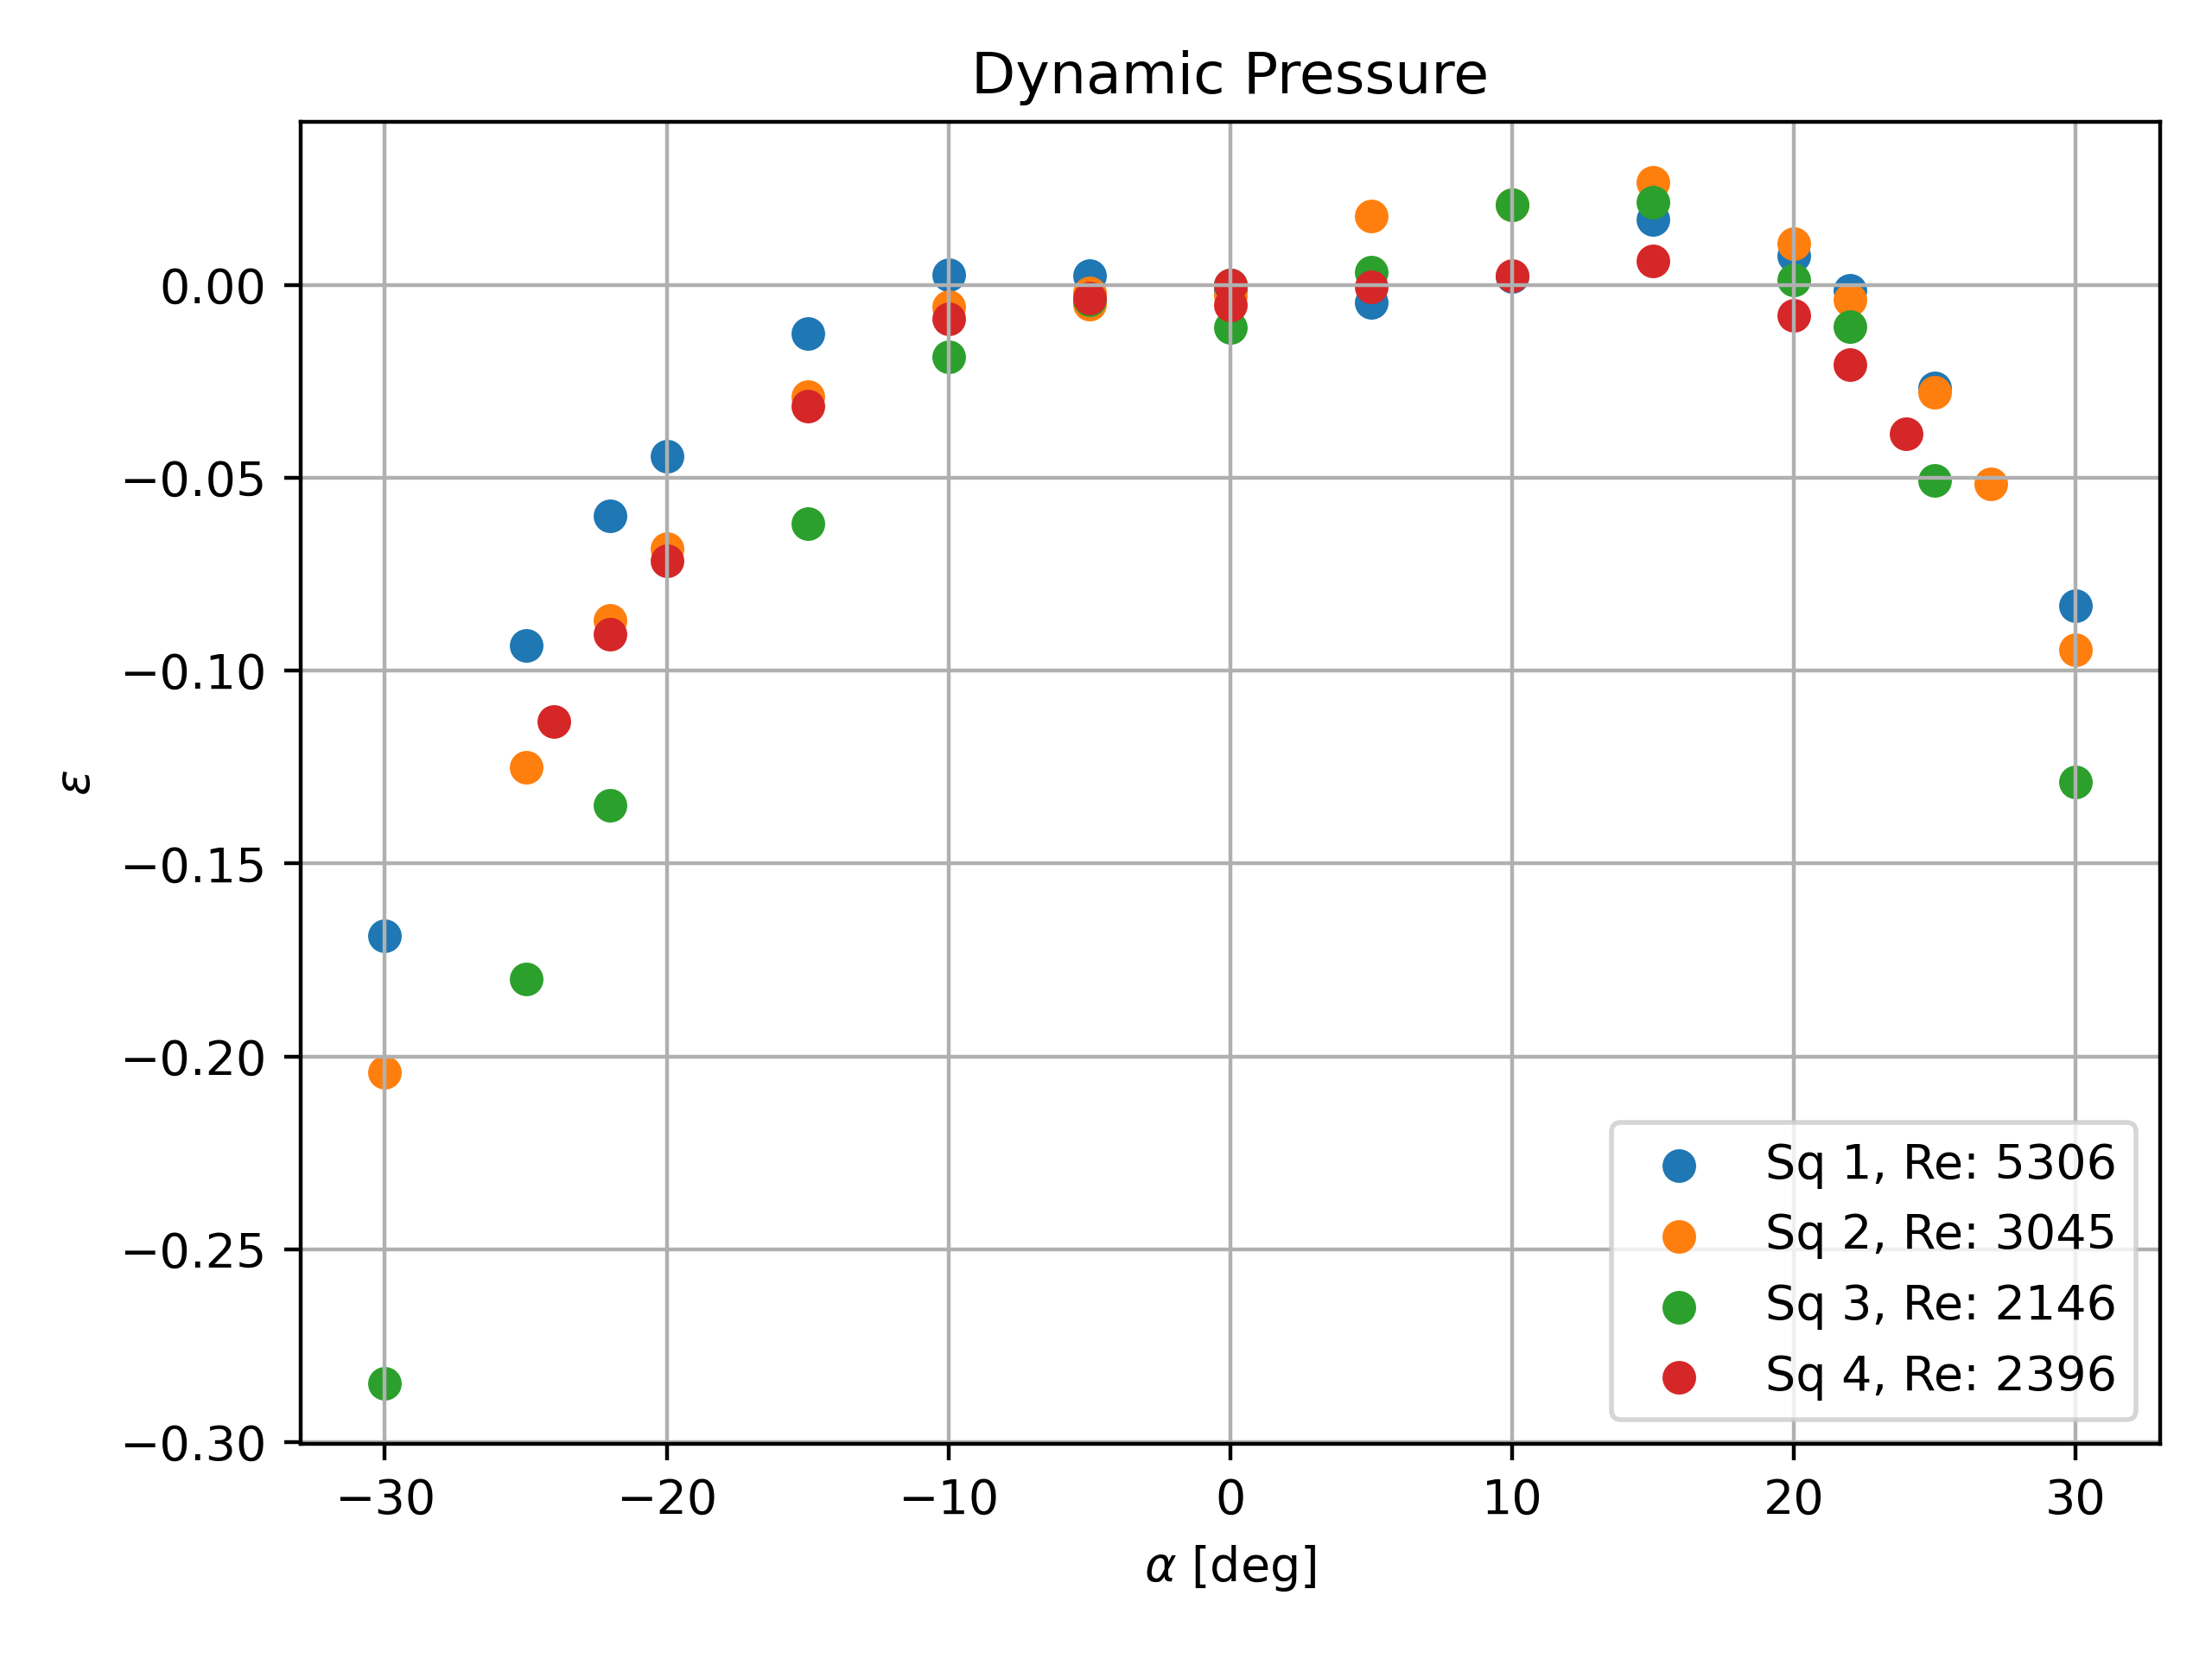 Dynamic Pressure
0.00
−0.05
−0.10
−0.15
−0.20
−0.25
−0.30
ε
−30 −20 −10 0 10 20 30
α [deg]
Sq 1, Re: 5306
Sq 2, Re: 3045
Sq 3, Re: 2146
Sq 4, Re: 2396